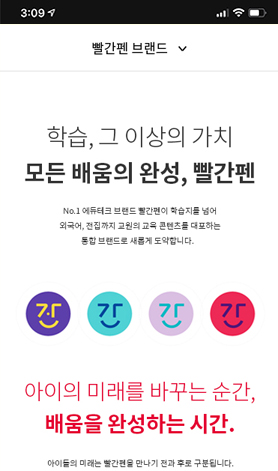 3:09
빨간펜 브랜드
학습, 그 이상의 가치
모든 배움의 완성, 빨간펜
No.1 에듀테크 브랜드 빨간펜이 학습지를 넘어
외국어, 전집까지 교원의 교육 콘텐츠를 대표하는
통합 브랜드로 새롭게 도약합니다.
아이의 미래를 바꾸는 순간,
배움을 완성하는 시간.
아이들의 미래는 빨간펜을 만나기 전과 후로 구분됩니다.